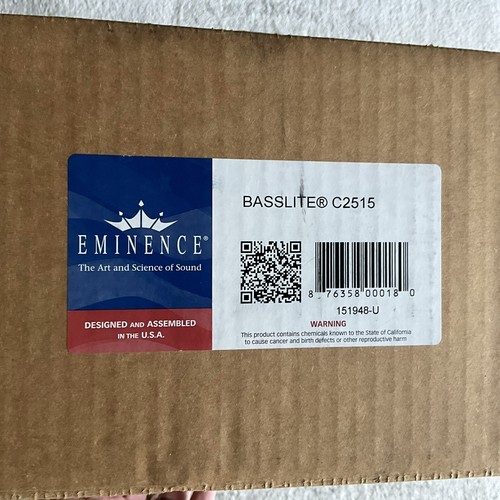 EMINENCE®
The Art and Science of Sound
DESIGNED AND ASSEMBLED
IN THE U.S.A.
BASSLITE® C2515
8 76358 00018 0
151948-U
WARNING
This product contains chemicals known to the State of California
to cause cancer and birth defects or other reproductive harm